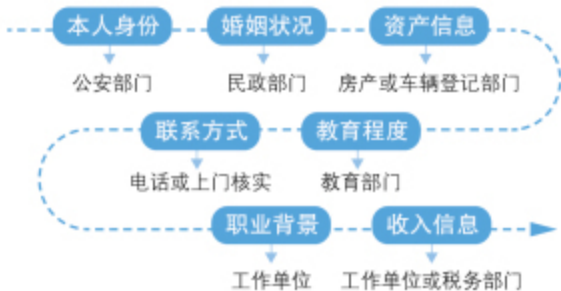 本人身份 婚姻状况 资产信息
公安部门 民政部门 房产或车辆登记部门
联系方式 教育程度
电话或上门核实 教育部门
职业背景 收入信息
工作单位 工作单位或税务部门